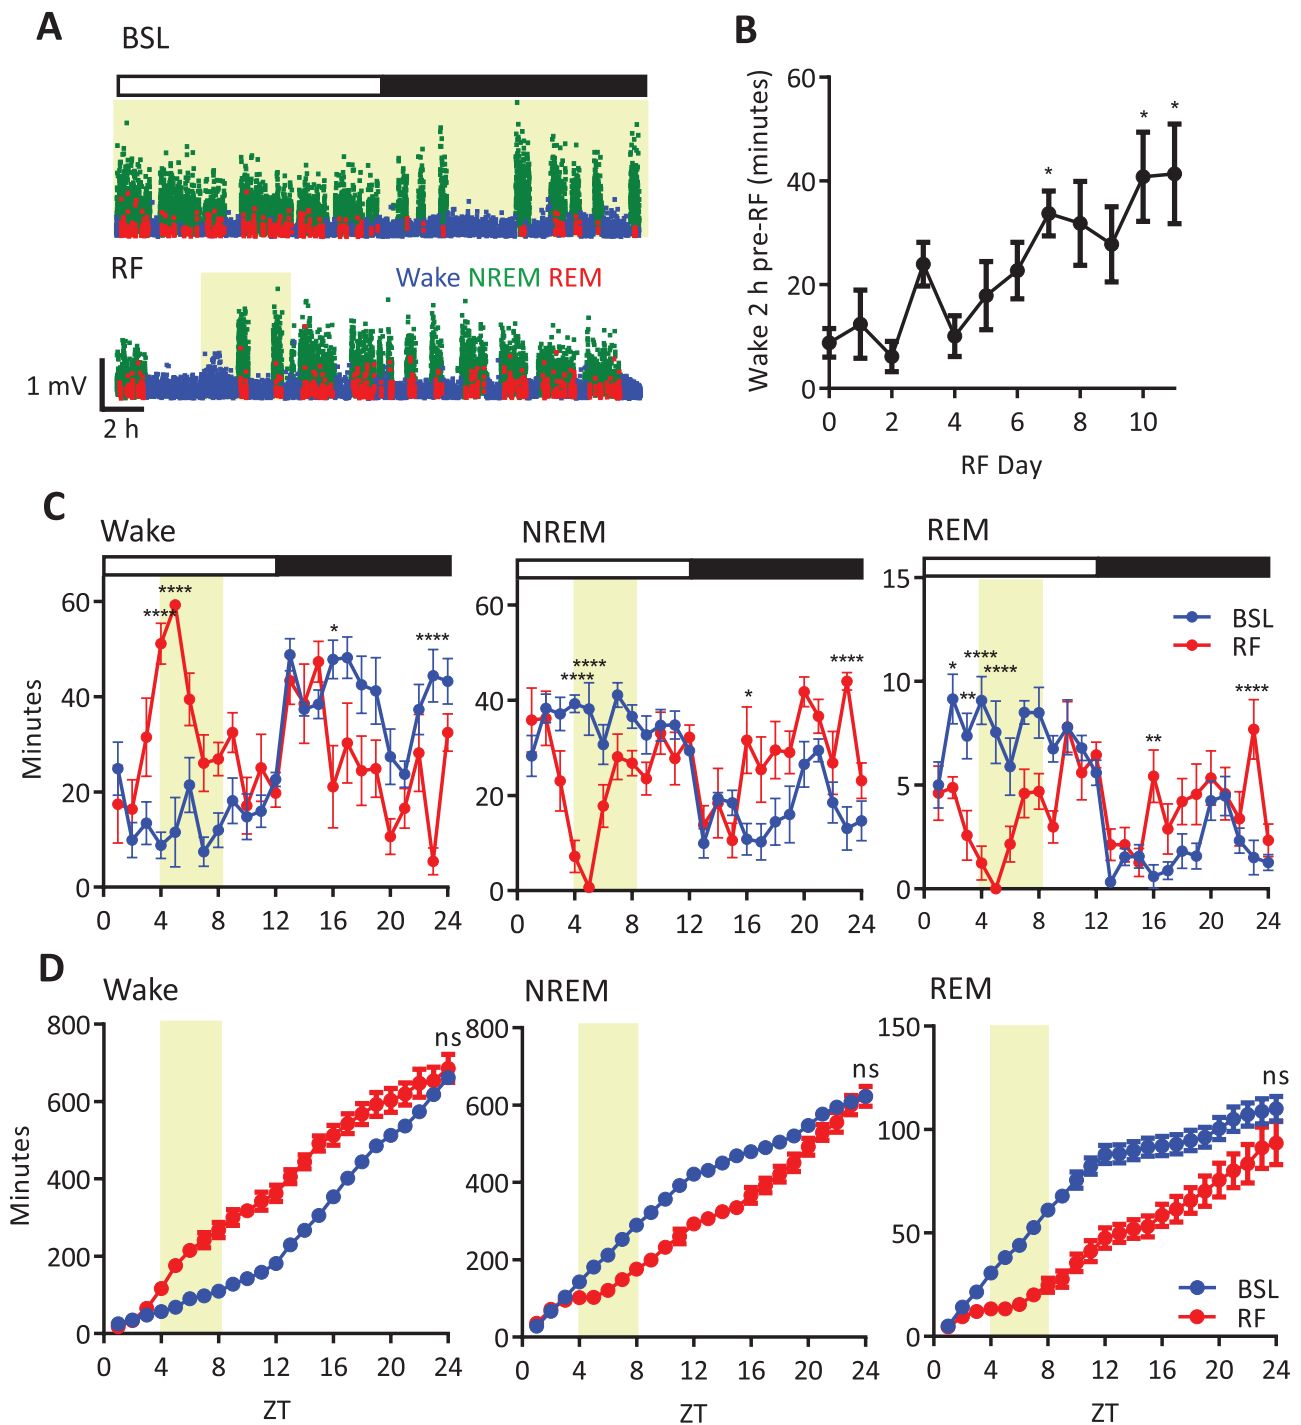 A
BSL
RF
Wake NREM REM
1 mV
2 h
B
Wake 2 h pre-RF (minutes)
60
40
20
0
0 2 4 6 8 10
* * *
RF Day
C
Wake
Minutes
60
40
20
0
0 4 8 12 16 20 24
**** **** * ****
NREM
60
40
20
0
0 4 8 12 16 20 24
**** **** * ****
REM
15
10
5
0
0 4 8 12 16 20 24
* ** **** **** ** ****
BSL
RF
D
Wake
Minutes
800
600
400
200
0
0 4 8 12 16 20 24
ns
ZT
NREM
800
600
400
200
0
0 4 8 12 16 20 24
ns
ZT
REM
150
100
50
0
0 4 8 12 16 20 24
ns
BSL
RF
ZT